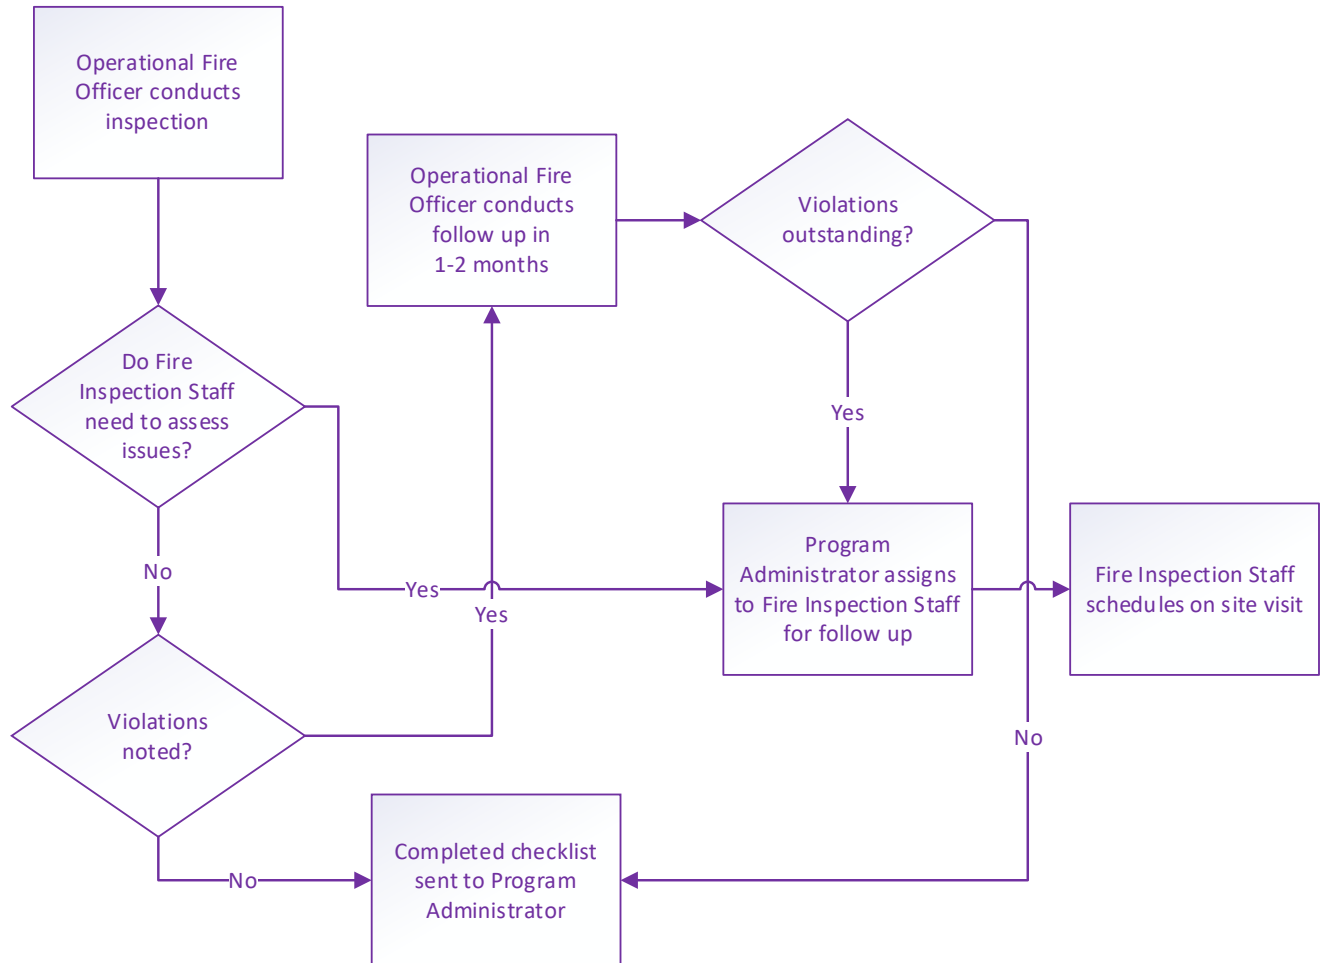 Operational Fire
Officer conducts
inspection
Operational Fire
Officer conducts
follow up in
1-2 months
Violations
outstanding?
Do Fire
Inspection Staff
need to assess
issues?
Yes
No
Yes
Yes
Program
Administrator assigns
to Fire Inspection Staff
for follow up
Fire Inspection Staff
schedules on site visit
Violations
noted?
No
No
Completed checklist
sent to Program
Administrator